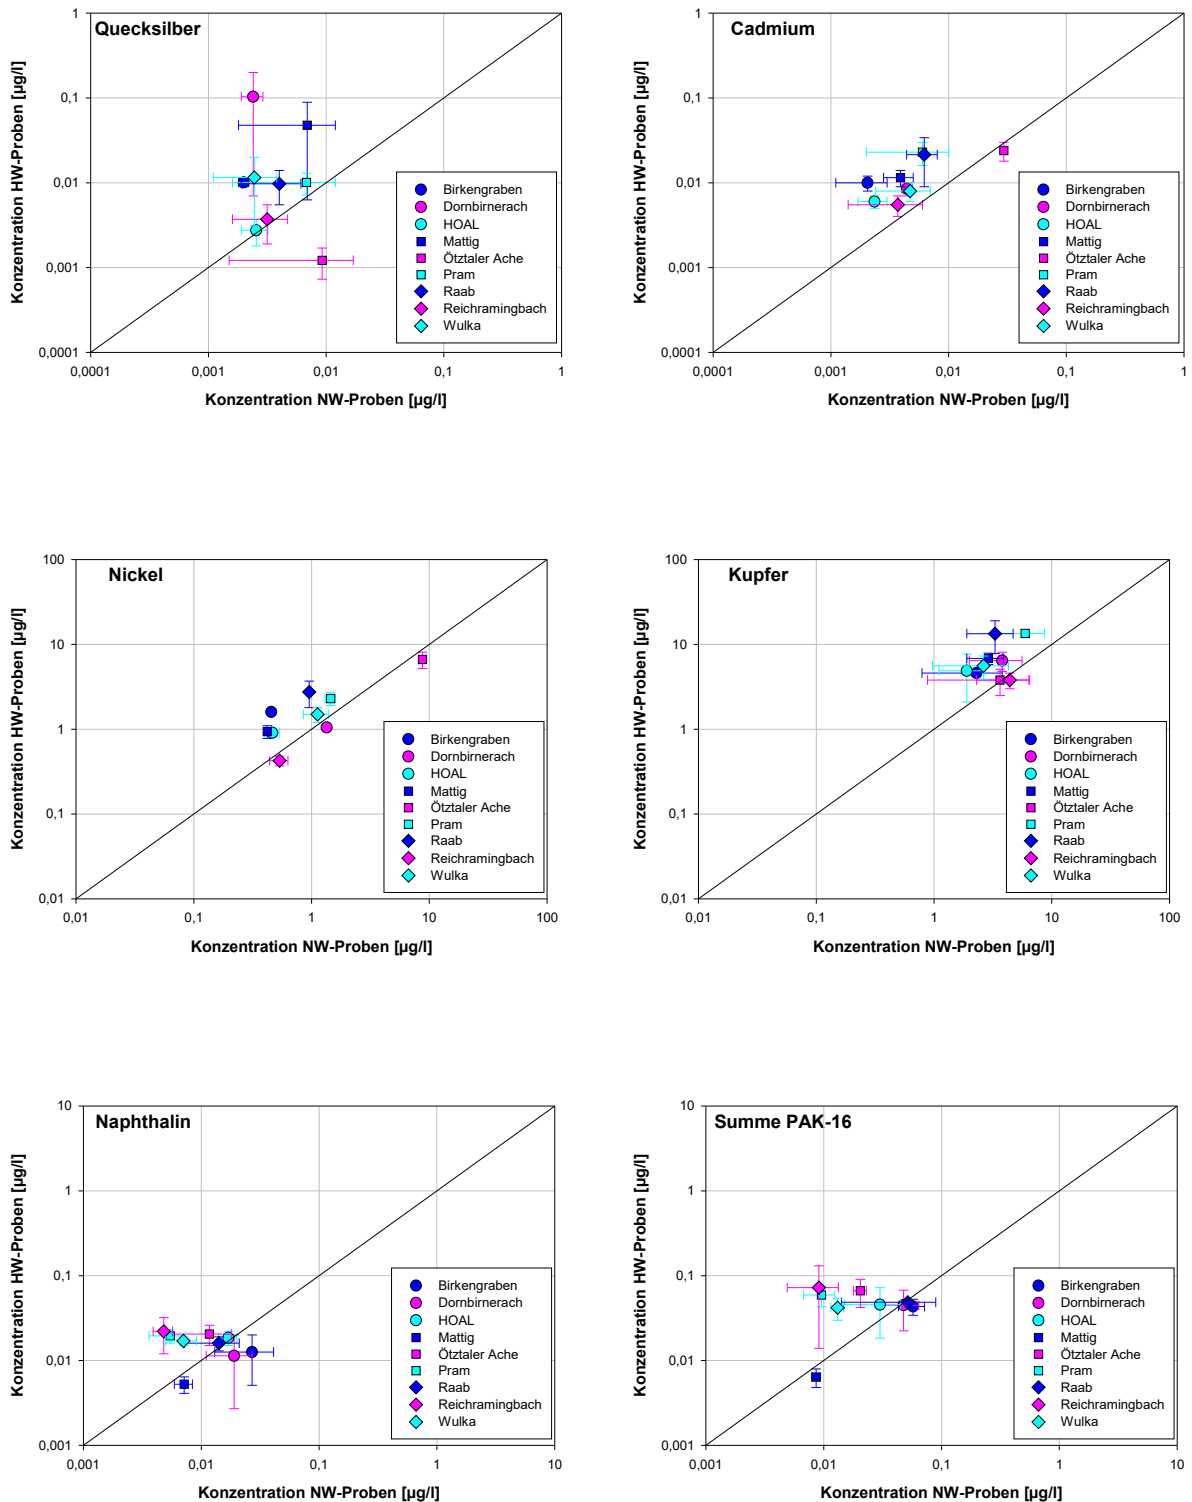 Quecksilber
Konzentration HW-Proben [µg/l]
1
0,1
0,01
0,001
0,0001
0,0001
0,001
0,01
0,1
1
Konzentration NW-Proben [µg/l]
Birkengraben
Dornbirnerach
HOAL
Mattig
Ötztaler Ache
Pram
Raab
Reichramingbach
Wulka
Cadmium
Konzentration HW-Proben [µg/l]
1
0,1
0,01
0,001
0,0001
0,0001
0,001
0,01
0,1
1
Konzentration NW-Proben [µg/l]
Birkengraben
Dornbirnerach
HOAL
Mattig
Ötztaler Ache
Pram
Raab
Reichramingbach
Wulka
Nickel
Konzentration HW-Proben [µg/l]
100
10
1
0,1
0,01
0,01
0,1
1
10
100
Konzentration NW-Proben [µg/l]
Birkengraben
Dornbirnerach
HOAL
Mattig
Ötztaler Ache
Pram
Raab
Reichramingbach
Wulka
Kupfer
Konzentration HW-Proben [µg/l]
100
10
1
0,1
0,01
0,01
0,1
1
10
100
Konzentration NW-Proben [µg/l]
Birkengraben
Dornbirnerach
HOAL
Mattig
Ötztaler Ache
Pram
Raab
Reichramingbach
Wulka
Naphthalin
Konzentration HW-Proben [µg/l]
10
1
0,1
0,01
0,001
0,001
0,01
0,1
1
10
Konzentration NW-Proben [µg/l]
Birkengraben
Dornbirnerach
HOAL
Mattig
Ötztaler Ache
Pram
Raab
Reichramingbach
Wulka
Summe PAK-16
Konzentration HW-Proben [µg/l]
10
1
0,1
0,01
0,001
0,001
0,01
0,1
1
10
Konzentration NW-Proben [µg/l]
Birkengraben
Dornbirnerach
HOAL
Mattig
Ötztaler Ache
Pram
Raab
Reichramingbach
Wulka